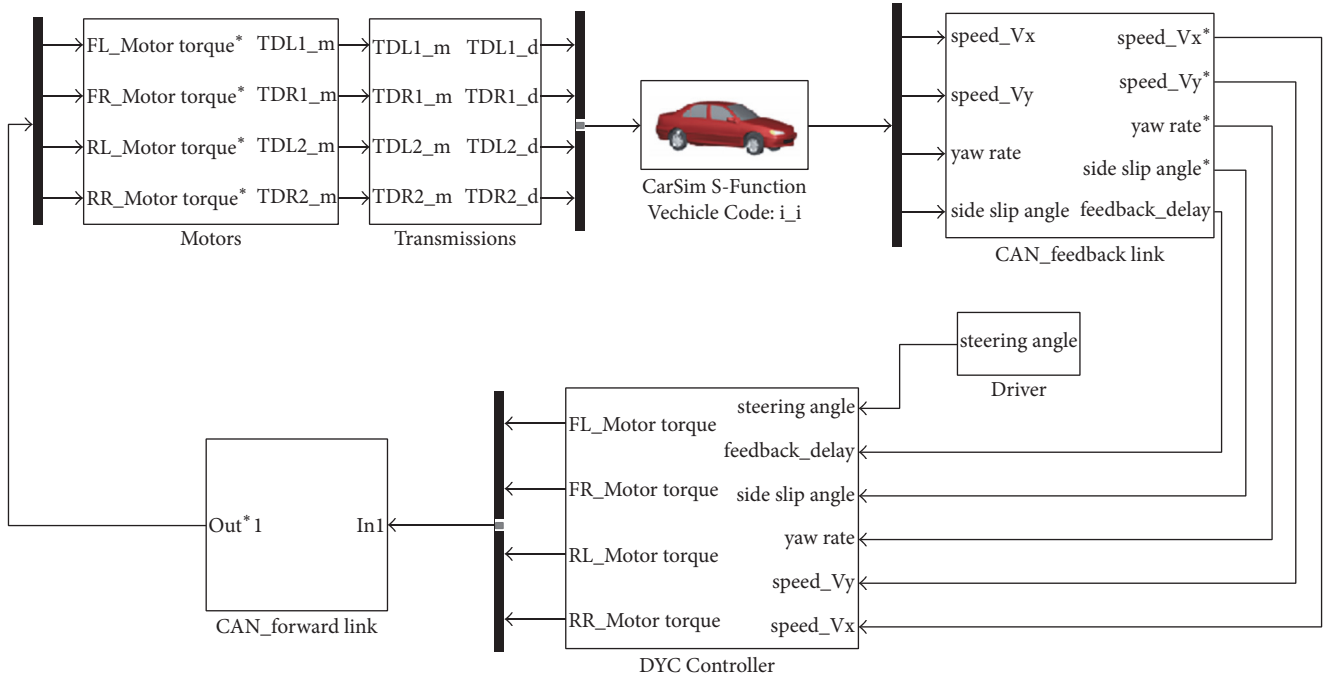 FL_Motor torque* TDL1_m
FR_Motor torque* TDR1_m
RL_Motor torque* TDL2_m
RR_Motor torque* TDR2_m
Motors
TDL1_m TDL1_d
TDR1_m TDR1_d
TDL2_m TDL2_d
TDR2_m TDR2_d
Transmissions
CarSim S-Function
Vechicle Code: i_i
speed_Vx speed_Vx*
speed_Vy speed_Vy*
yaw rate yaw rate*
side slip angle side slip angle*
feedback_delay
CAN_feedback link
steering angle
Driver
FL_Motor torque
FR_Motor torque
RL_Motor torque
RR_Motor torque
steering angle
feedback_delay
side slip angle
yaw rate
speed_Vy
speed_Vx
DYC Controller
Out*1 In1
CAN_forward link